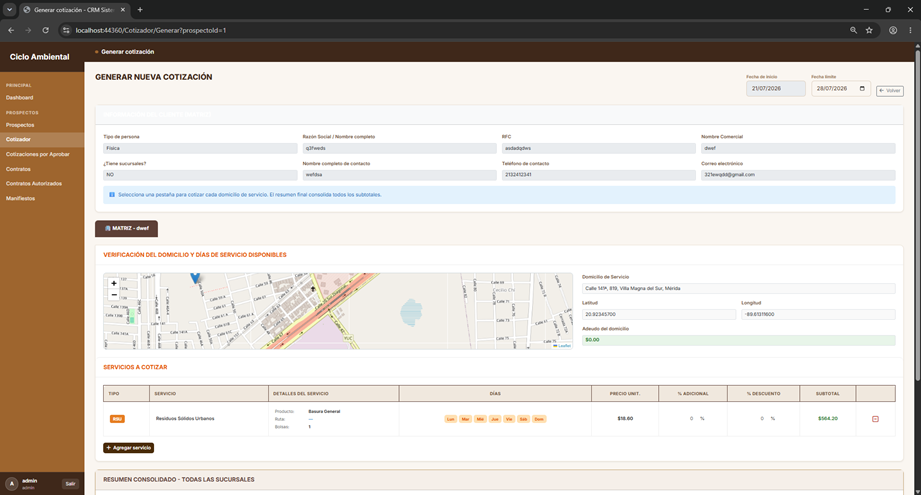 Generar cotización - CRM Siste
localhost:44360/Cotizador/Generar?prospectoId=1
Ciclo Ambiental
Generar cotización
PRINCIPAL
Dashboard
PROSPECTOS
Prospectos
Cotizador
Cotizaciones por Aprobar
Contratos
Contratos Autorizados
Manifiestos
admin
admin
Salir
GENERAR NUEVA COTIZACIÓN
Fecha de inicio
21/07/2026
Fecha límite
28/07/2026
Volver
Tipo de persona
Razón Social / Nombre completo
RFC
Nombre Comercial
Física
q3fweds
asdadqdws
dwef
¿Tiene sucursales?
Nombre completo de contacto
Teléfono de contacto
Correo electrónico
NO
wefdsa
2132412341
321ewqdd@gmail.com
Selecciona una pestaña para cotizar cada domicilio de servicio. El resumen final consolida todos los subtotales.
MATRIZ - dwef
VERIFICACIÓN DEL DOMICILIO Y DÍAS DE SERVICIO DISPONIBLES
Leaflet
Domicilio de Servicio
Calle 141ª, 819, Villa Magna del Sur, Mérida
Latitud
Longitud
20.92345700
-89.61311600
Adeudo del domicilio
$0.00
SERVICIOS A COTIZAR
TIPO
SERVICIO
DETALLES DEL SERVICIO
DÍAS
PRECIO UNIT.
% ADICIONAL
% DESCUENTO
SUBTOTAL
RSU
Residuos Sólidos Urbanos
Producto: Basura General
Ruta: —
Bolsas: 1
Lun Mar Mié Jue Vie Sáb Dom
$18.60
0 %
0 %
$564.20
+ Agregar servicio
RESUMEN CONSOLIDADO - TODAS LAS SUCURSALES